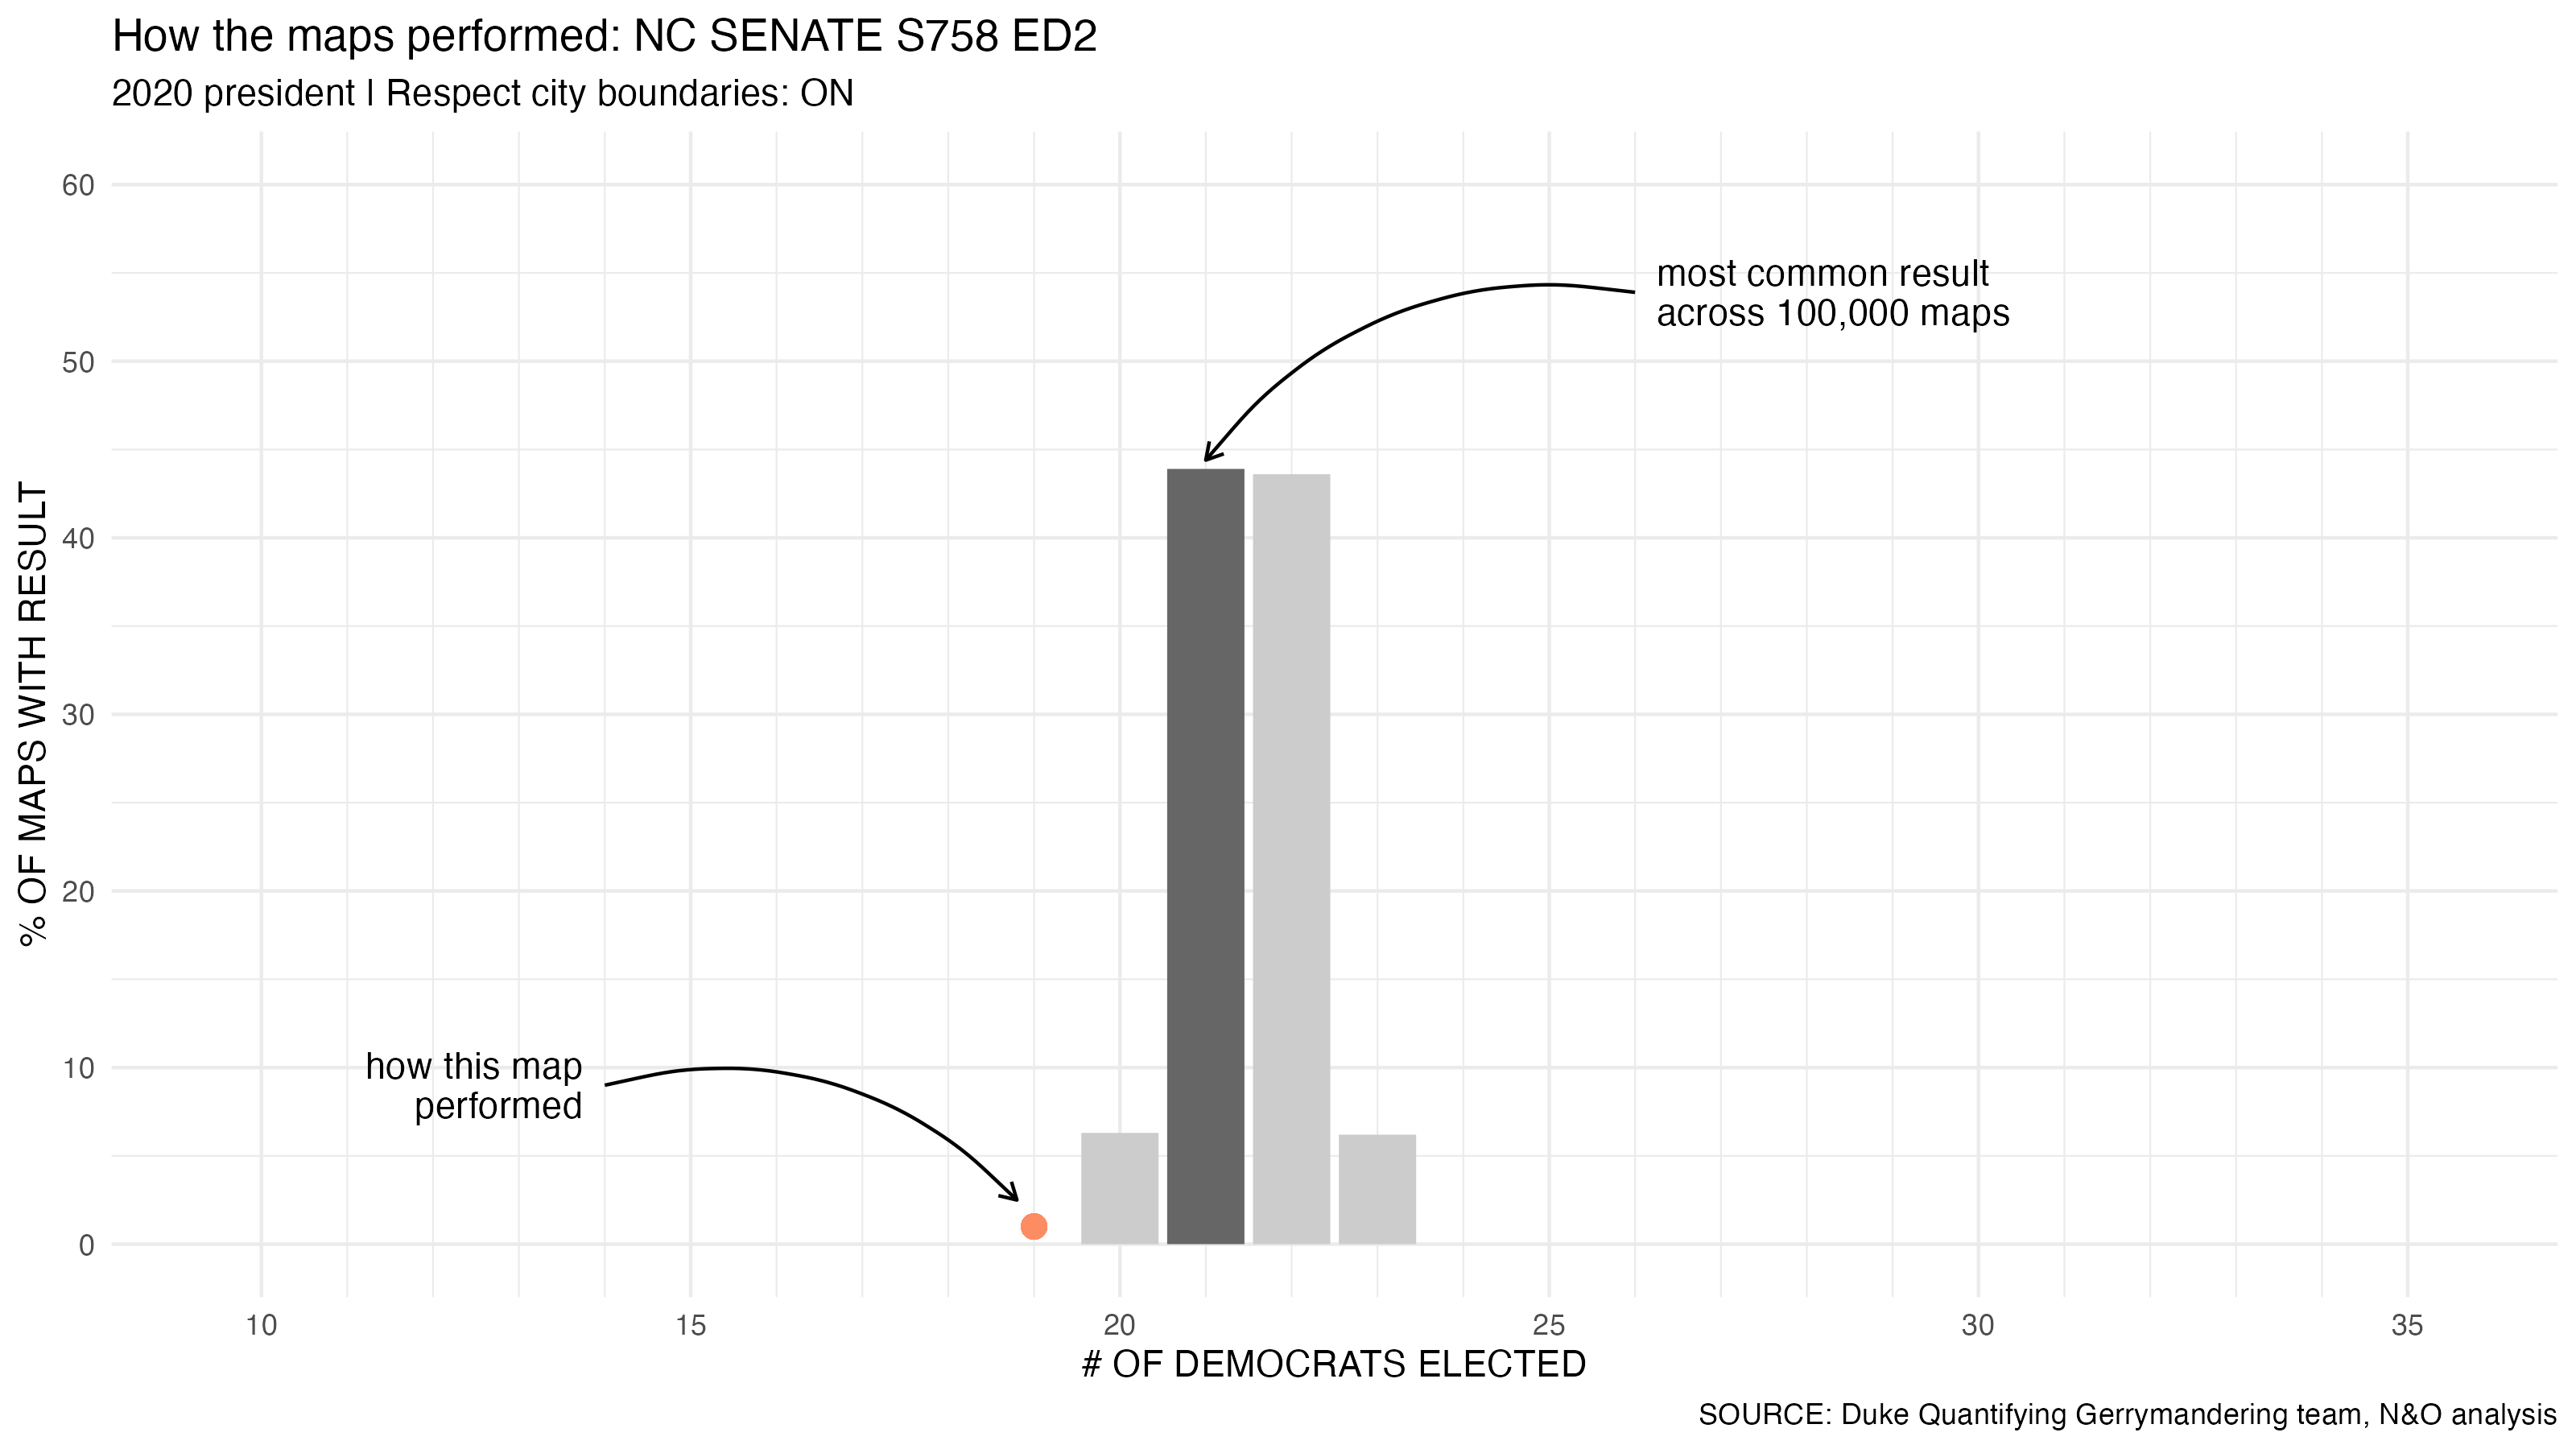 How the maps performed: NC SENATE S758 ED2
2020 president | Respect city boundaries: ON
60
50
40
30
20
10
0
% OF MAPS WITH RESULT
most common result
across 100,000 maps
how this map
performed
10
15
20
25
30
35
# OF DEMOCRATS ELECTED
SOURCE: Duke Quantifying Gerrymandering team, N&O analysis